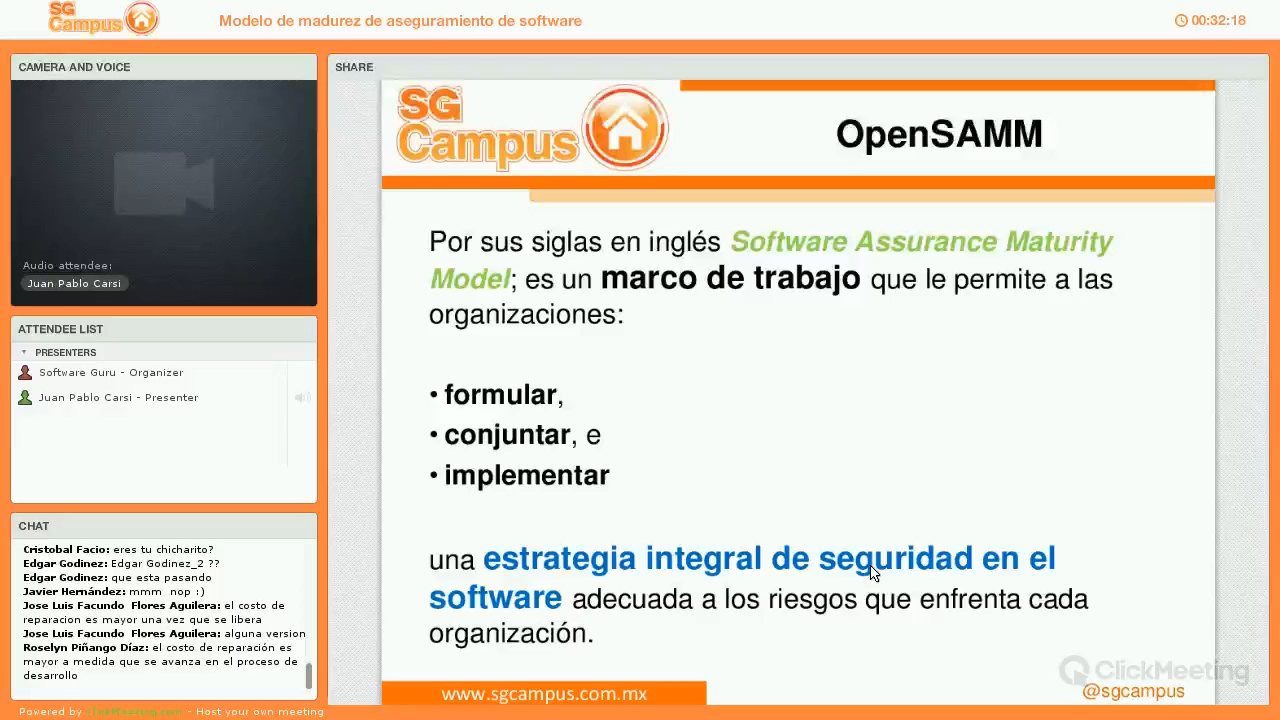 SG
Campus
Modelo de madurez de aseguramiento de software
00:32:18
CAMERA AND VOICE
Audio attendee:
Juan Pablo Carsi
ATTENDEE LIST
PRESENTERS
Software Guru - Organizer
Juan Pablo Carsi - Presenter
CHAT
Cristobal Facio: eres tu chicharito?
Edgar Godinez: Edgar Godinez_2 ??
Edgar Godinez: que esta pasando
Javier Hernández: mmm nop :)
Jose Luis Facundo Flores Aguilera: el costo de
reparacion es mayor una vez que se libera
Jose Luis Facundo Flores Aguilera: alguna version
Roselyn Piñango Díaz: el costo de reparación es
mayor a medida que se avanza en el proceso de
desarrollo
SHARE
SG
Campus
OpenSAMM
Por sus siglas en inglés Software Assurance Maturity
Model; es un marco de trabajo que le permite a las
organizaciones:
• formular,
• conjuntar, e
• implementar
una estrategia integral de seguridad en el
software adecuada a los riesgos que enfrenta cada
organización.
ClickMeeting
www.sgcampus.com.mx
@sgcampus
Powered by ClickMeeting.com - Host your own meeting